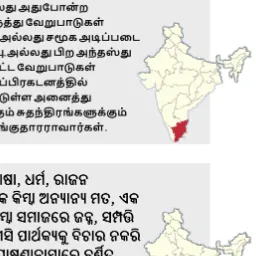 லது அதுபோன்ற
த்து வேறுபாடுகள்
அல்லது சமூக அடிப்படை
அல்லது பிற அந்தஸ்து
ட்ட வேறுபாடுகள்
ப்பிரகடனத்தில்
டுள்ள அனைத்து
சுதந்திரங்களுக்கும்
ங்குதாரராவார்கள்.
ଷା, ଧର୍ମ, ରାଜନ
କ କିମ୍ବା ଅନ୍ୟାନ୍ୟ ମତ, ଏକ
ମ୍ବା ସମାଜରେ ଜନ୍ମ, ସମ୍ପତ୍ତି
ସି ପାର୍ଥକ୍ୟକୁ ବିଚାର ନକରି